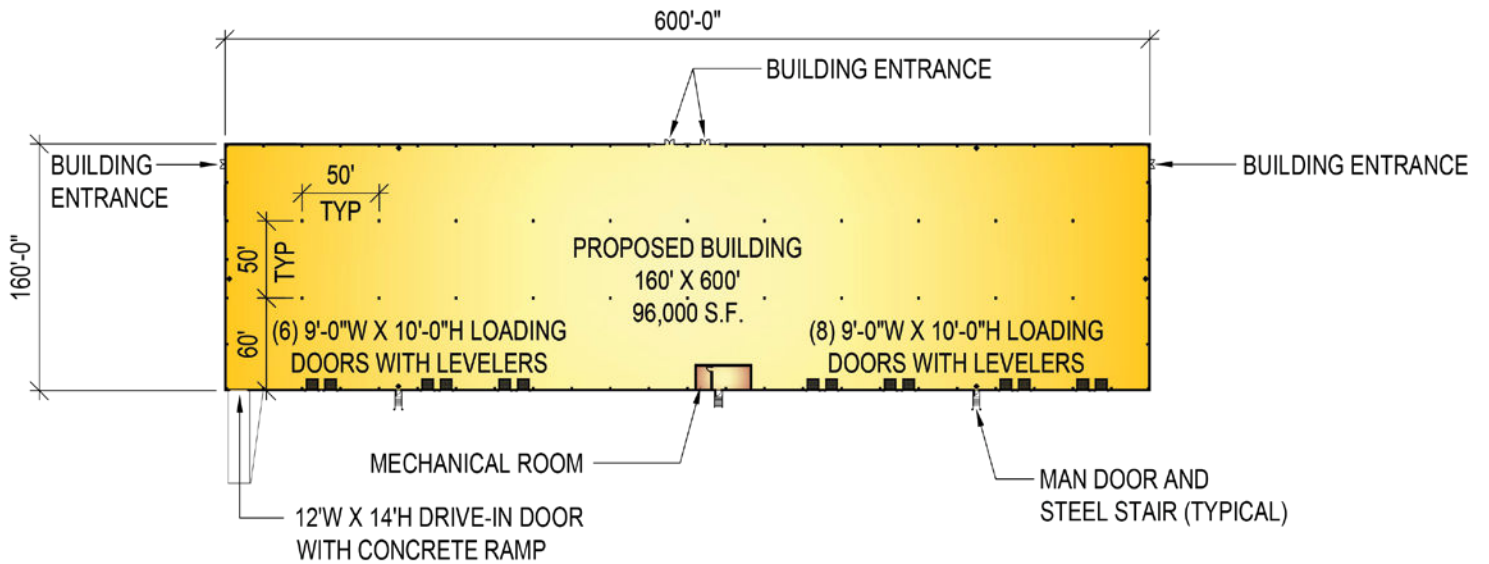 600'-0"
BUILDING ENTRANCE
BUILDING
ENTRANCE
BUILDING ENTRANCE
50'
TYP
160'-0"
50'
TYP
60'
PROPOSED BUILDING
160' X 600'
96,000 S.F.
(6) 9'-0"W X 10'-0"H LOADING
DOORS WITH LEVELERS
(8) 9'-0"W X 10'-0"H LOADING
DOORS WITH LEVELERS
MECHANICAL ROOM
MAN DOOR AND
STEEL STAIR (TYPICAL)
12'W X 14'H DRIVE-IN DOOR
WITH CONCRETE RAMP